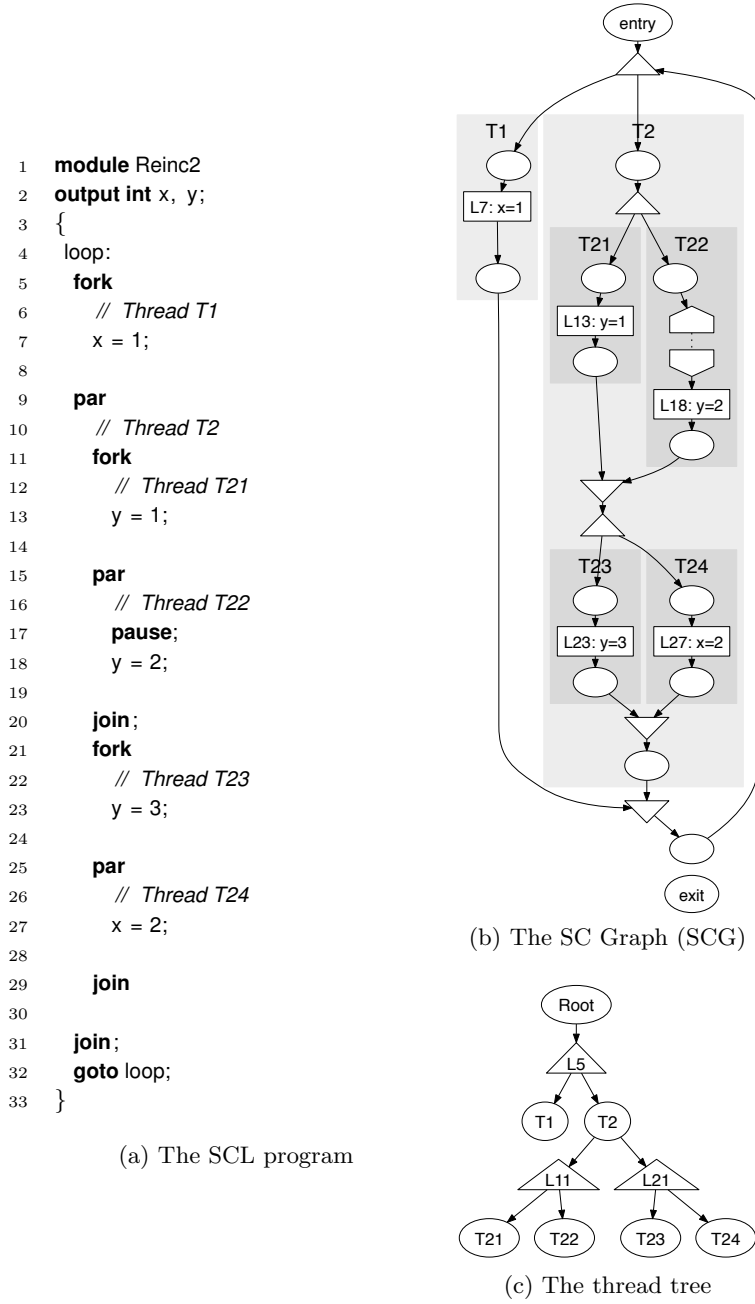 1 module Reinc2
2 output int x, y;
3 {
4 loop:
5 fork
6 // Thread T1
7 x = 1;
8
9 par
10 // Thread T2
11 fork
12 // Thread T21
13 y = 1;
14
15 par
16 // Thread T22
17 pause;
18 y = 2;
19
20 join;
21 fork
22 // Thread T23
23 y = 3;
24
25 par
26 // Thread T24
27 x = 2;
28
29 join
30
31 join;
32 goto loop;
33 }
(a) The SCL program
entry
T1
T2
L7: x=1
T21
T22
L13: y=1
L18: y=2
T23
T24
L23: y=3
L27: x=2
exit
(b) The SC Graph (SCG)
Root
L5
T1
T2
L11
L21
T21
T22
T23
T24
(c) The thread tree